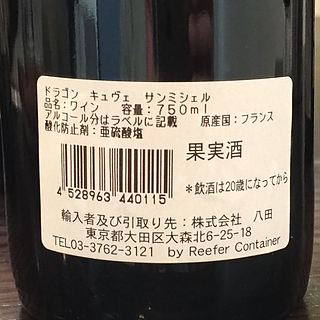 ドラゴン キュヴェ サンミシェル
品名:ワイン 容量:750ml
アルコール分はラベルに記載 原産国:フランス
酸化防止剤:亜硫酸塩
果実酒
4 528963 440115
*飲酒は20歳になってから
輸入者及び引取り先:株式会社 八田
東京都大田区大森北6-25-18
TEL03-3762-3121 by Reefer Container